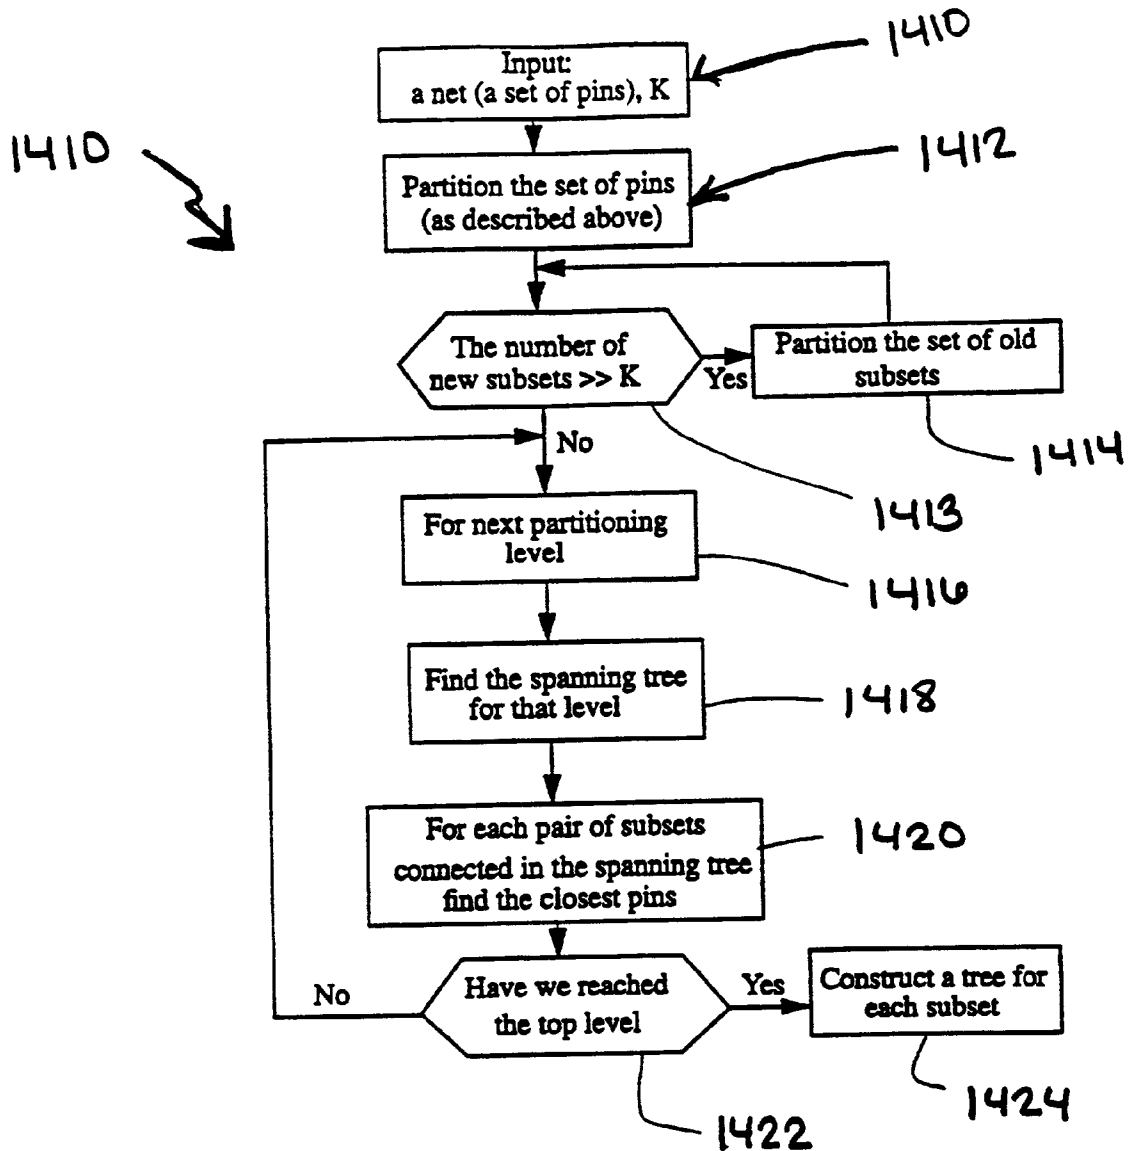 1410
Input:
a net (a set of pins), K
1410
1412
Partition the set of pins
(as described above)
The number of
new subsets >> K
Yes
Partition the set of old
subsets
1414
No
1413
For next partitioning
level
1416
Find the spanning tree
for that level
1418
For each pair of subsets
connected in the spanning tree
find the closest pins
1420
No
Have we reached
the top level
Yes
Construct a tree for
each subset
1424
1422